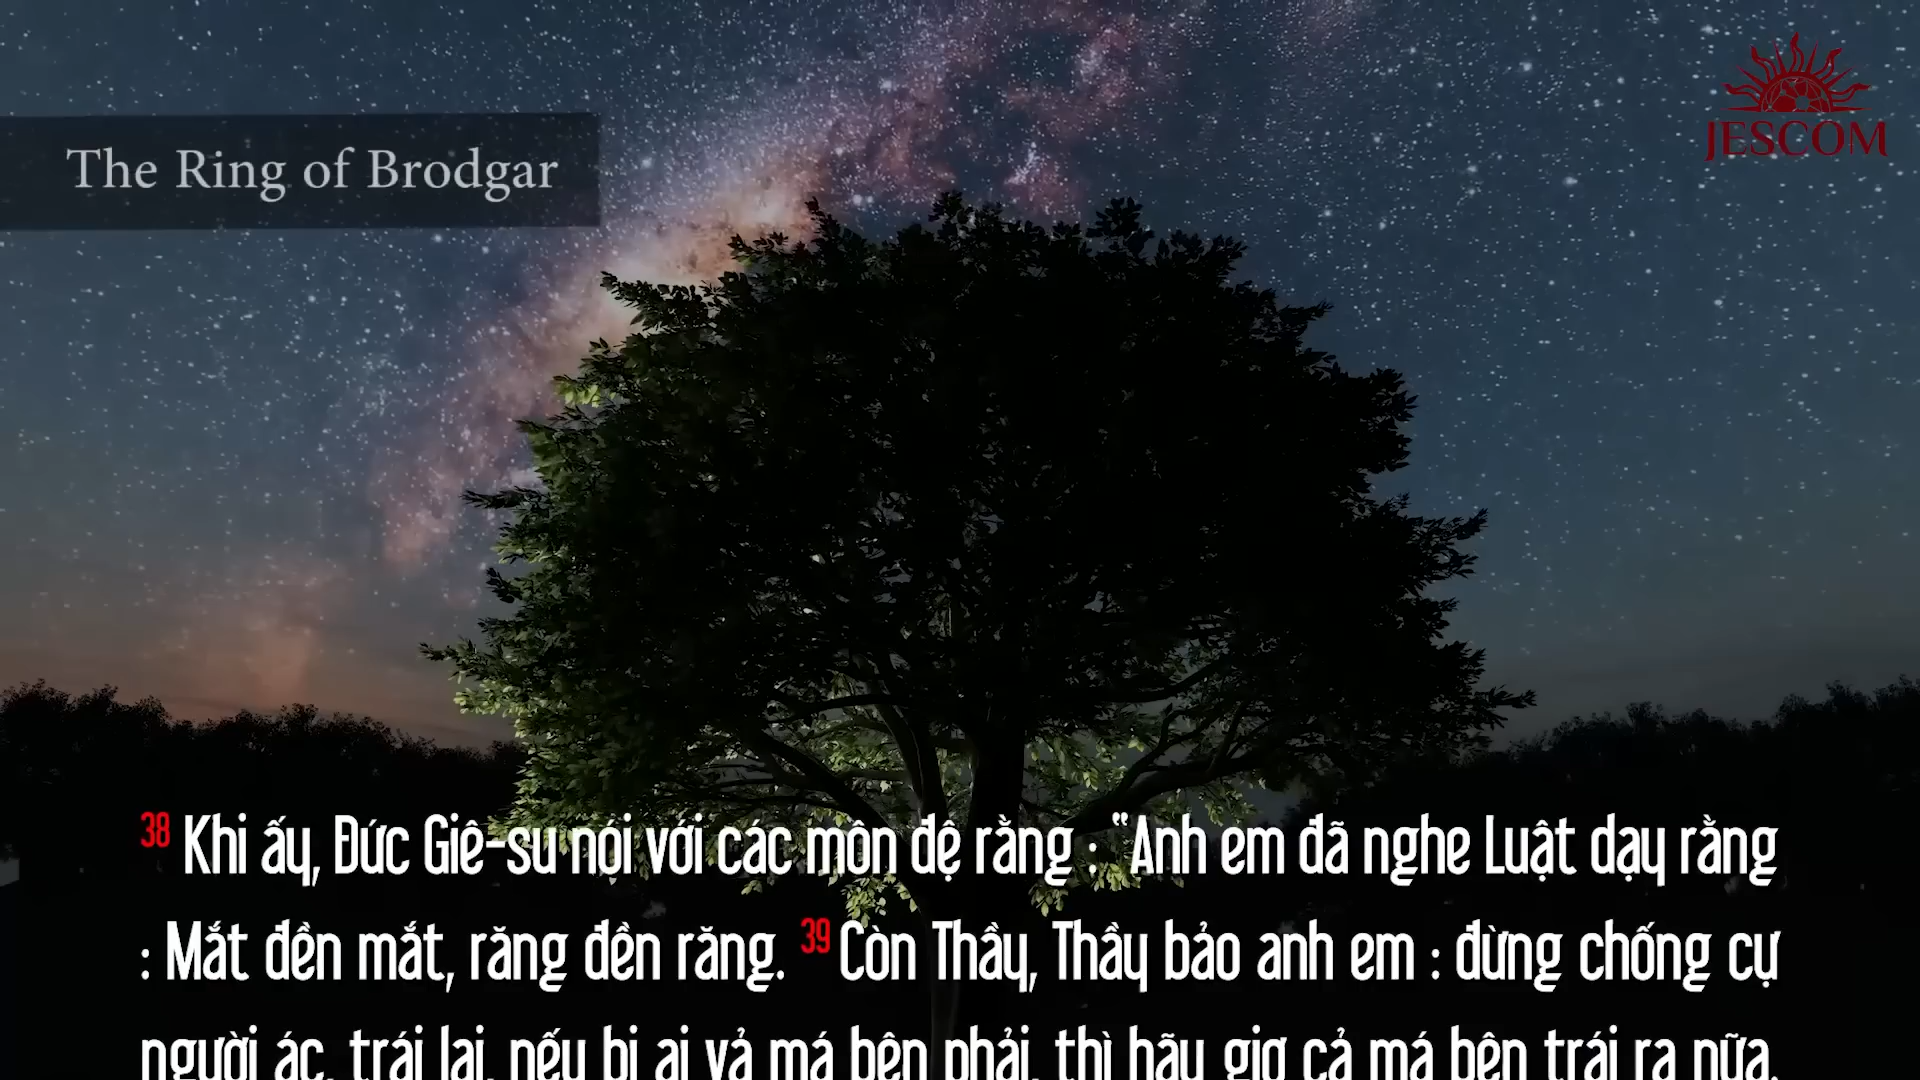 JESCOM
The Ring of Brodgar
38 Khi ấy, Đức Giê-su nói với các môn đệ rằng : “Anh em đã nghe Luật dạy rằng
: Mắt đền mắt, răng đền răng. 39 Còn Thầy, Thầy bảo anh em : đừng chống cự
người ác, trái lại, nếu bị ai vả má bên phải, thì hãy giơ cả má bên trái ra nữa.